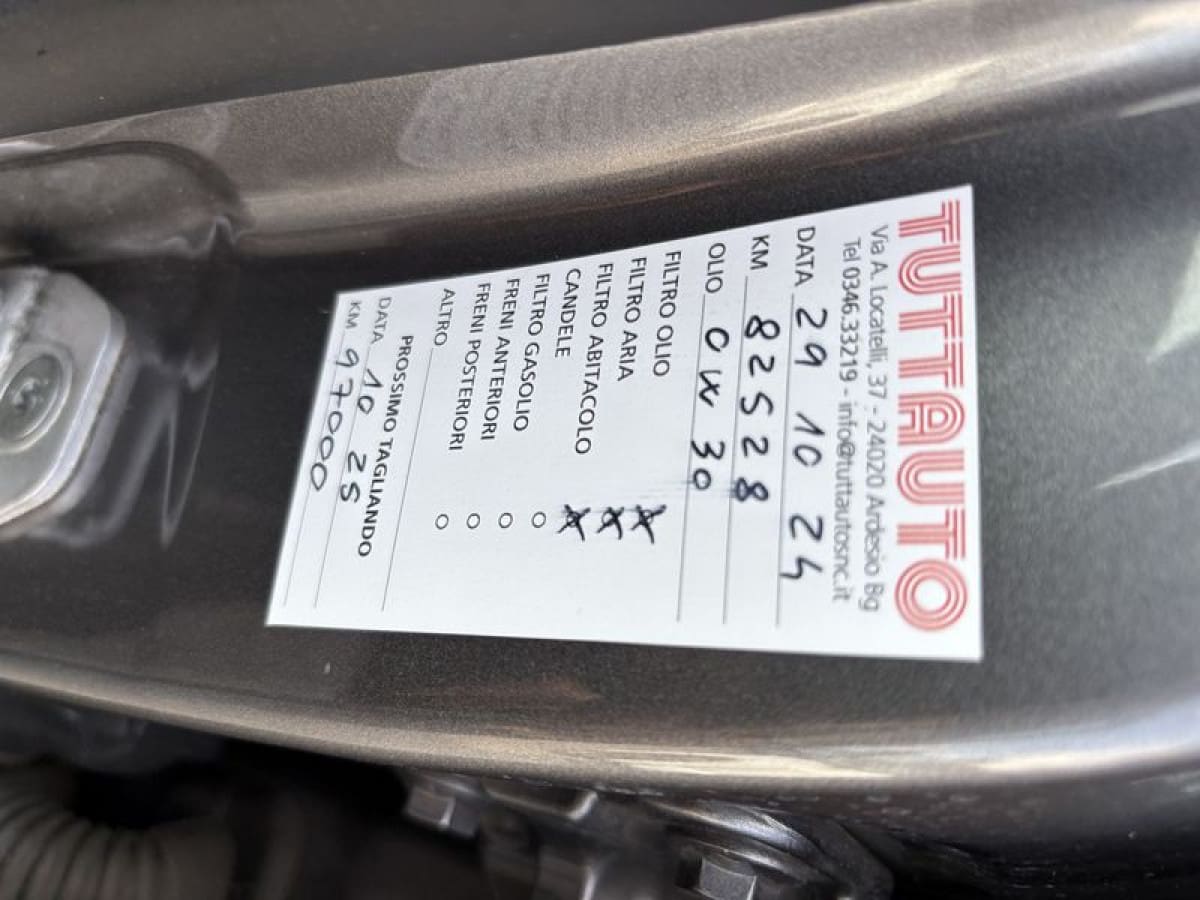 TUTTAUTO
Via A. Locatelli, 37 - 24020 Ardesio Bg
Tel 0346.33219 - info@tuttautosnc.it
DATA 29 10 24
KM 82528
OLIO 0W30
FILTRO OLIO
FILTRO ARIA
FILTRO ABITACOLO
CANDELE
FILTRO GASOLIO
FRENI ANTERIORI
FRENI POSTERIORI
ALTRO
PROSSIMO TAGLIANDO
DATA 10 25
KM 97000